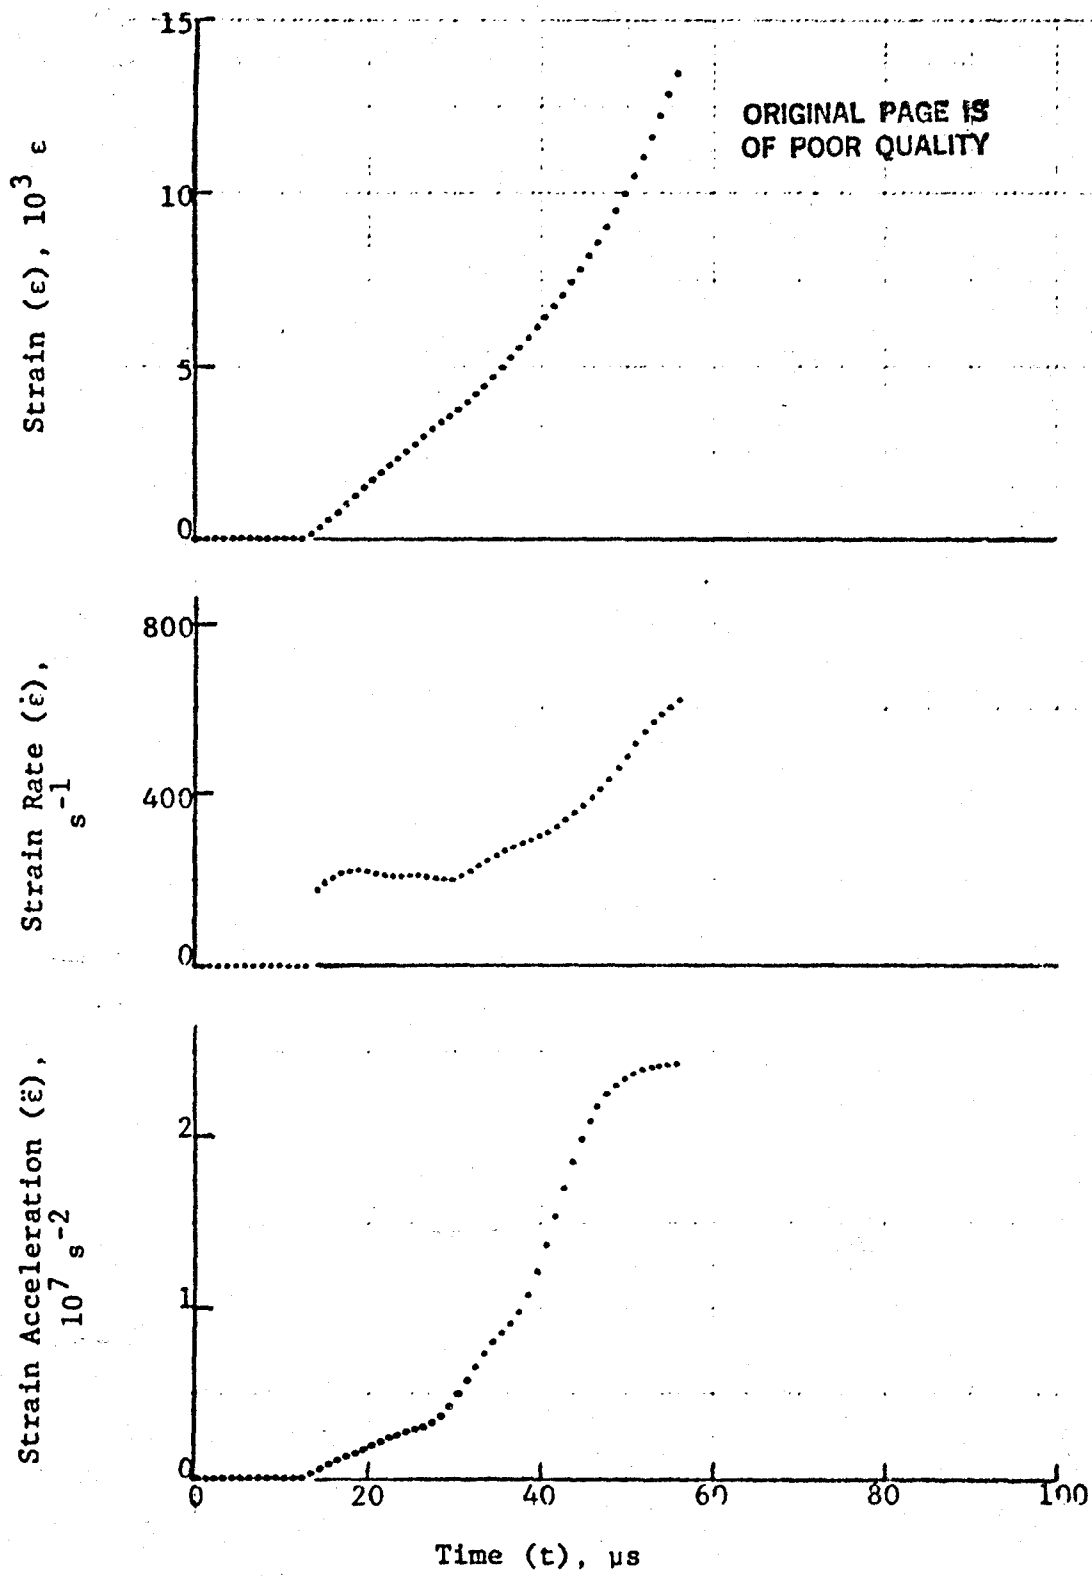 15
ORIGINAL PAGE IS
OF POOR QUALITY
10
5
0
Strain (ε), 10³ ε
800
400
0
Strain Rate (ε̇),
s⁻¹
2
1
0
Strain Acceleration (ε̈),
10⁷ s⁻²
0 20 40 60 80 100
Time (t), μs